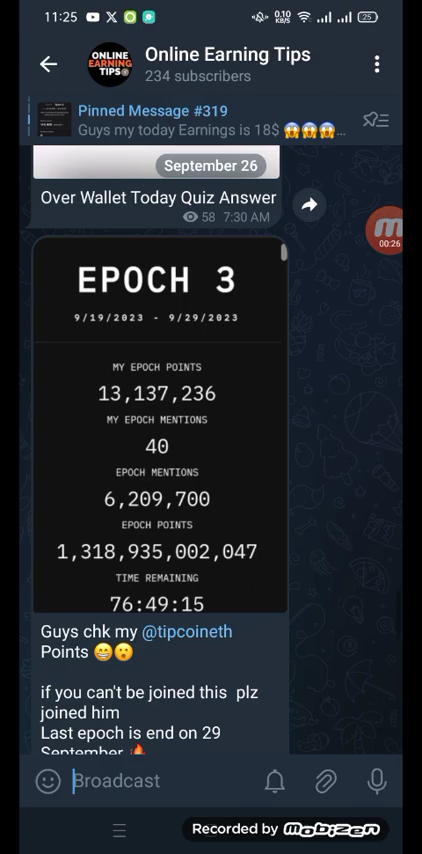 11:25
0.10
KB/S
25
ONLINE
EARNING
TIPS
Online Earning Tips
234 subscribers
Pinned Message #319
Guys my today Earnings is 18$ 😱😱😱...
September 26
Over Wallet Today Quiz Answer
58 7:30 AM
00:26
EPOCH 3
9/19/2023 - 9/29/2023
MY EPOCH POINTS
13,137,236
MY EPOCH MENTIONS
40
EPOCH MENTIONS
6,209,700
EPOCH POINTS
1,318,935,002,047
TIME REMAINING
76:49:15
Guys chk my @tipcoineth
Points 😁😮
if you can't be joined this plz
joined him
Last epoch is end on 29
September 🔥
Broadcast
Recorded by Mobizen